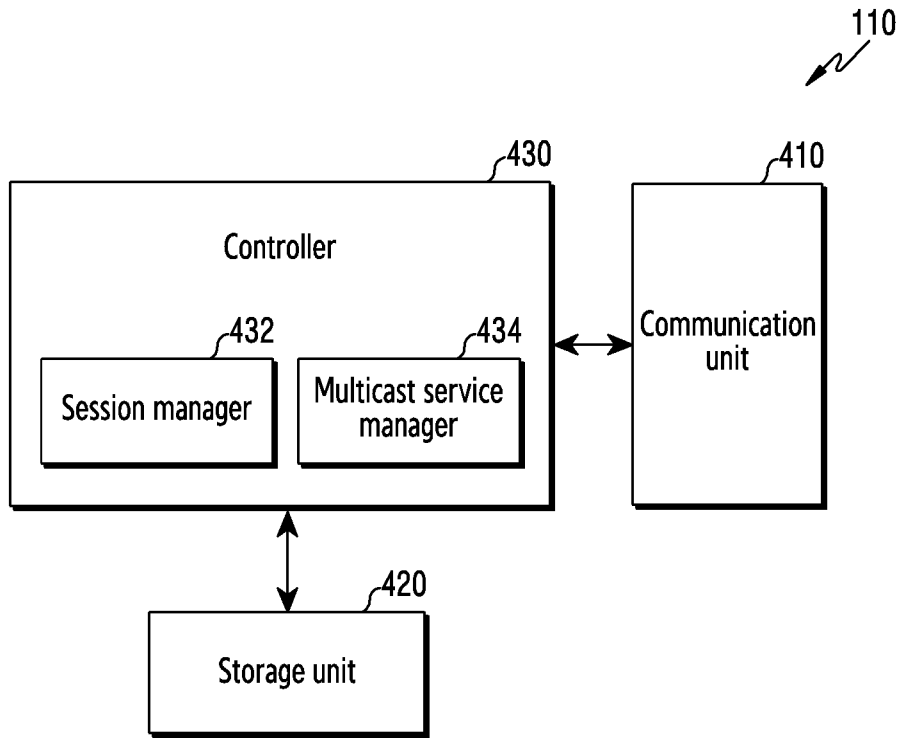 110
430
410
Controller
Communication
unit
432
434
Session manager
Multicast service
manager
420
Storage unit